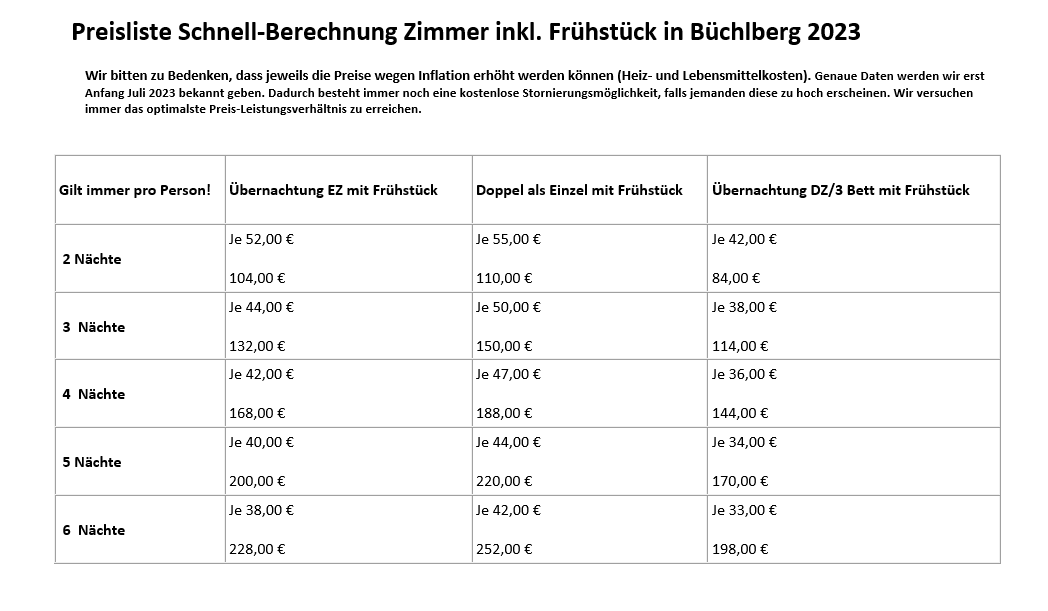 Preisliste Schnell-Berechnung Zimmer inkl. Frühstück in Büchlberg 2023
Wir bitten zu Bedenken, dass jeweils die Preise wegen Inflation erhöht werden können (Heiz- und Lebensmittelkosten). Genaue Daten werden wir erst
Anfang Juli 2023 bekannt geben. Dadurch besteht immer noch eine kostenlose Stornierungsmöglichkeit, falls jemanden diese zu hoch erscheinen. Wir versuchen
immer das optimalste Preis-Leistungsverhältnis zu erreichen.
Gilt immer pro Person! Übernachtung EZ mit Frühstück Doppel als Einzel mit Frühstück Übernachtung DZ/3 Bett mit Frühstück
2 Nächte
Je 52,00 € Je 55,00 € Je 42,00 €
104,00 € 110,00 € 84,00 €
3 Nächte
Je 44,00 € Je 50,00 € Je 38,00 €
132,00 € 150,00 € 114,00 €
4 Nächte
Je 42,00 € Je 47,00 € Je 36,00 €
168,00 € 188,00 € 144,00 €
5 Nächte
Je 40,00 € Je 44,00 € Je 34,00 €
200,00 € 220,00 € 170,00 €
6 Nächte
Je 38,00 € Je 42,00 € Je 33,00 €
228,00 € 252,00 € 198,00 €